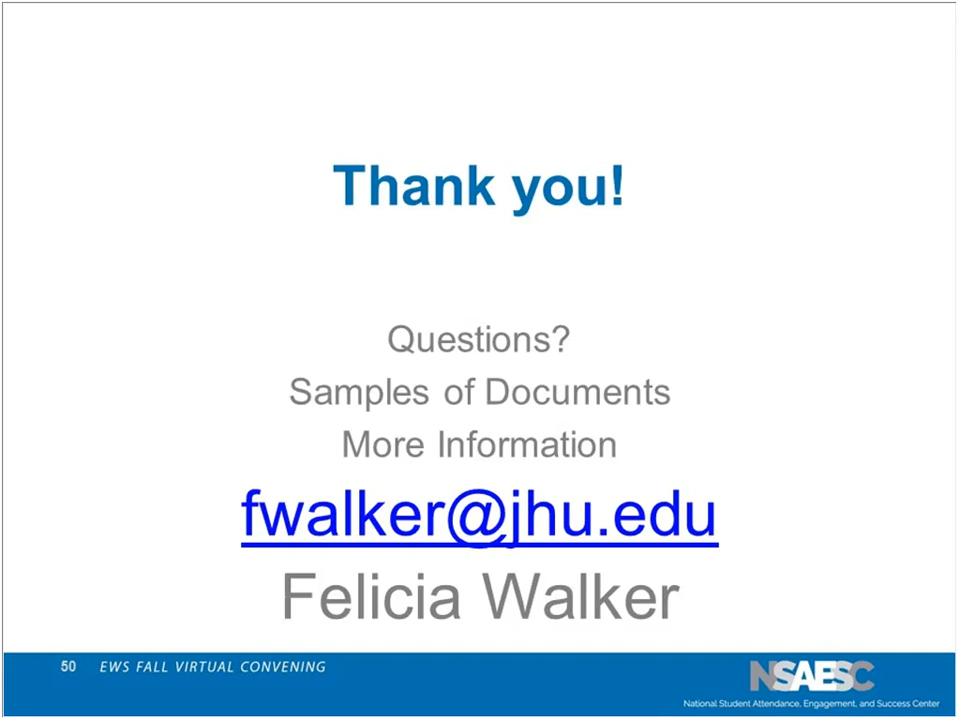 Thank you!
Questions?
Samples of Documents
More Information
fwalker@jhu.edu
Felicia Walker
50 EWS FALL VIRTUAL CONVENING
NSAESC
National Student Attendance, Engagement, and Success Center